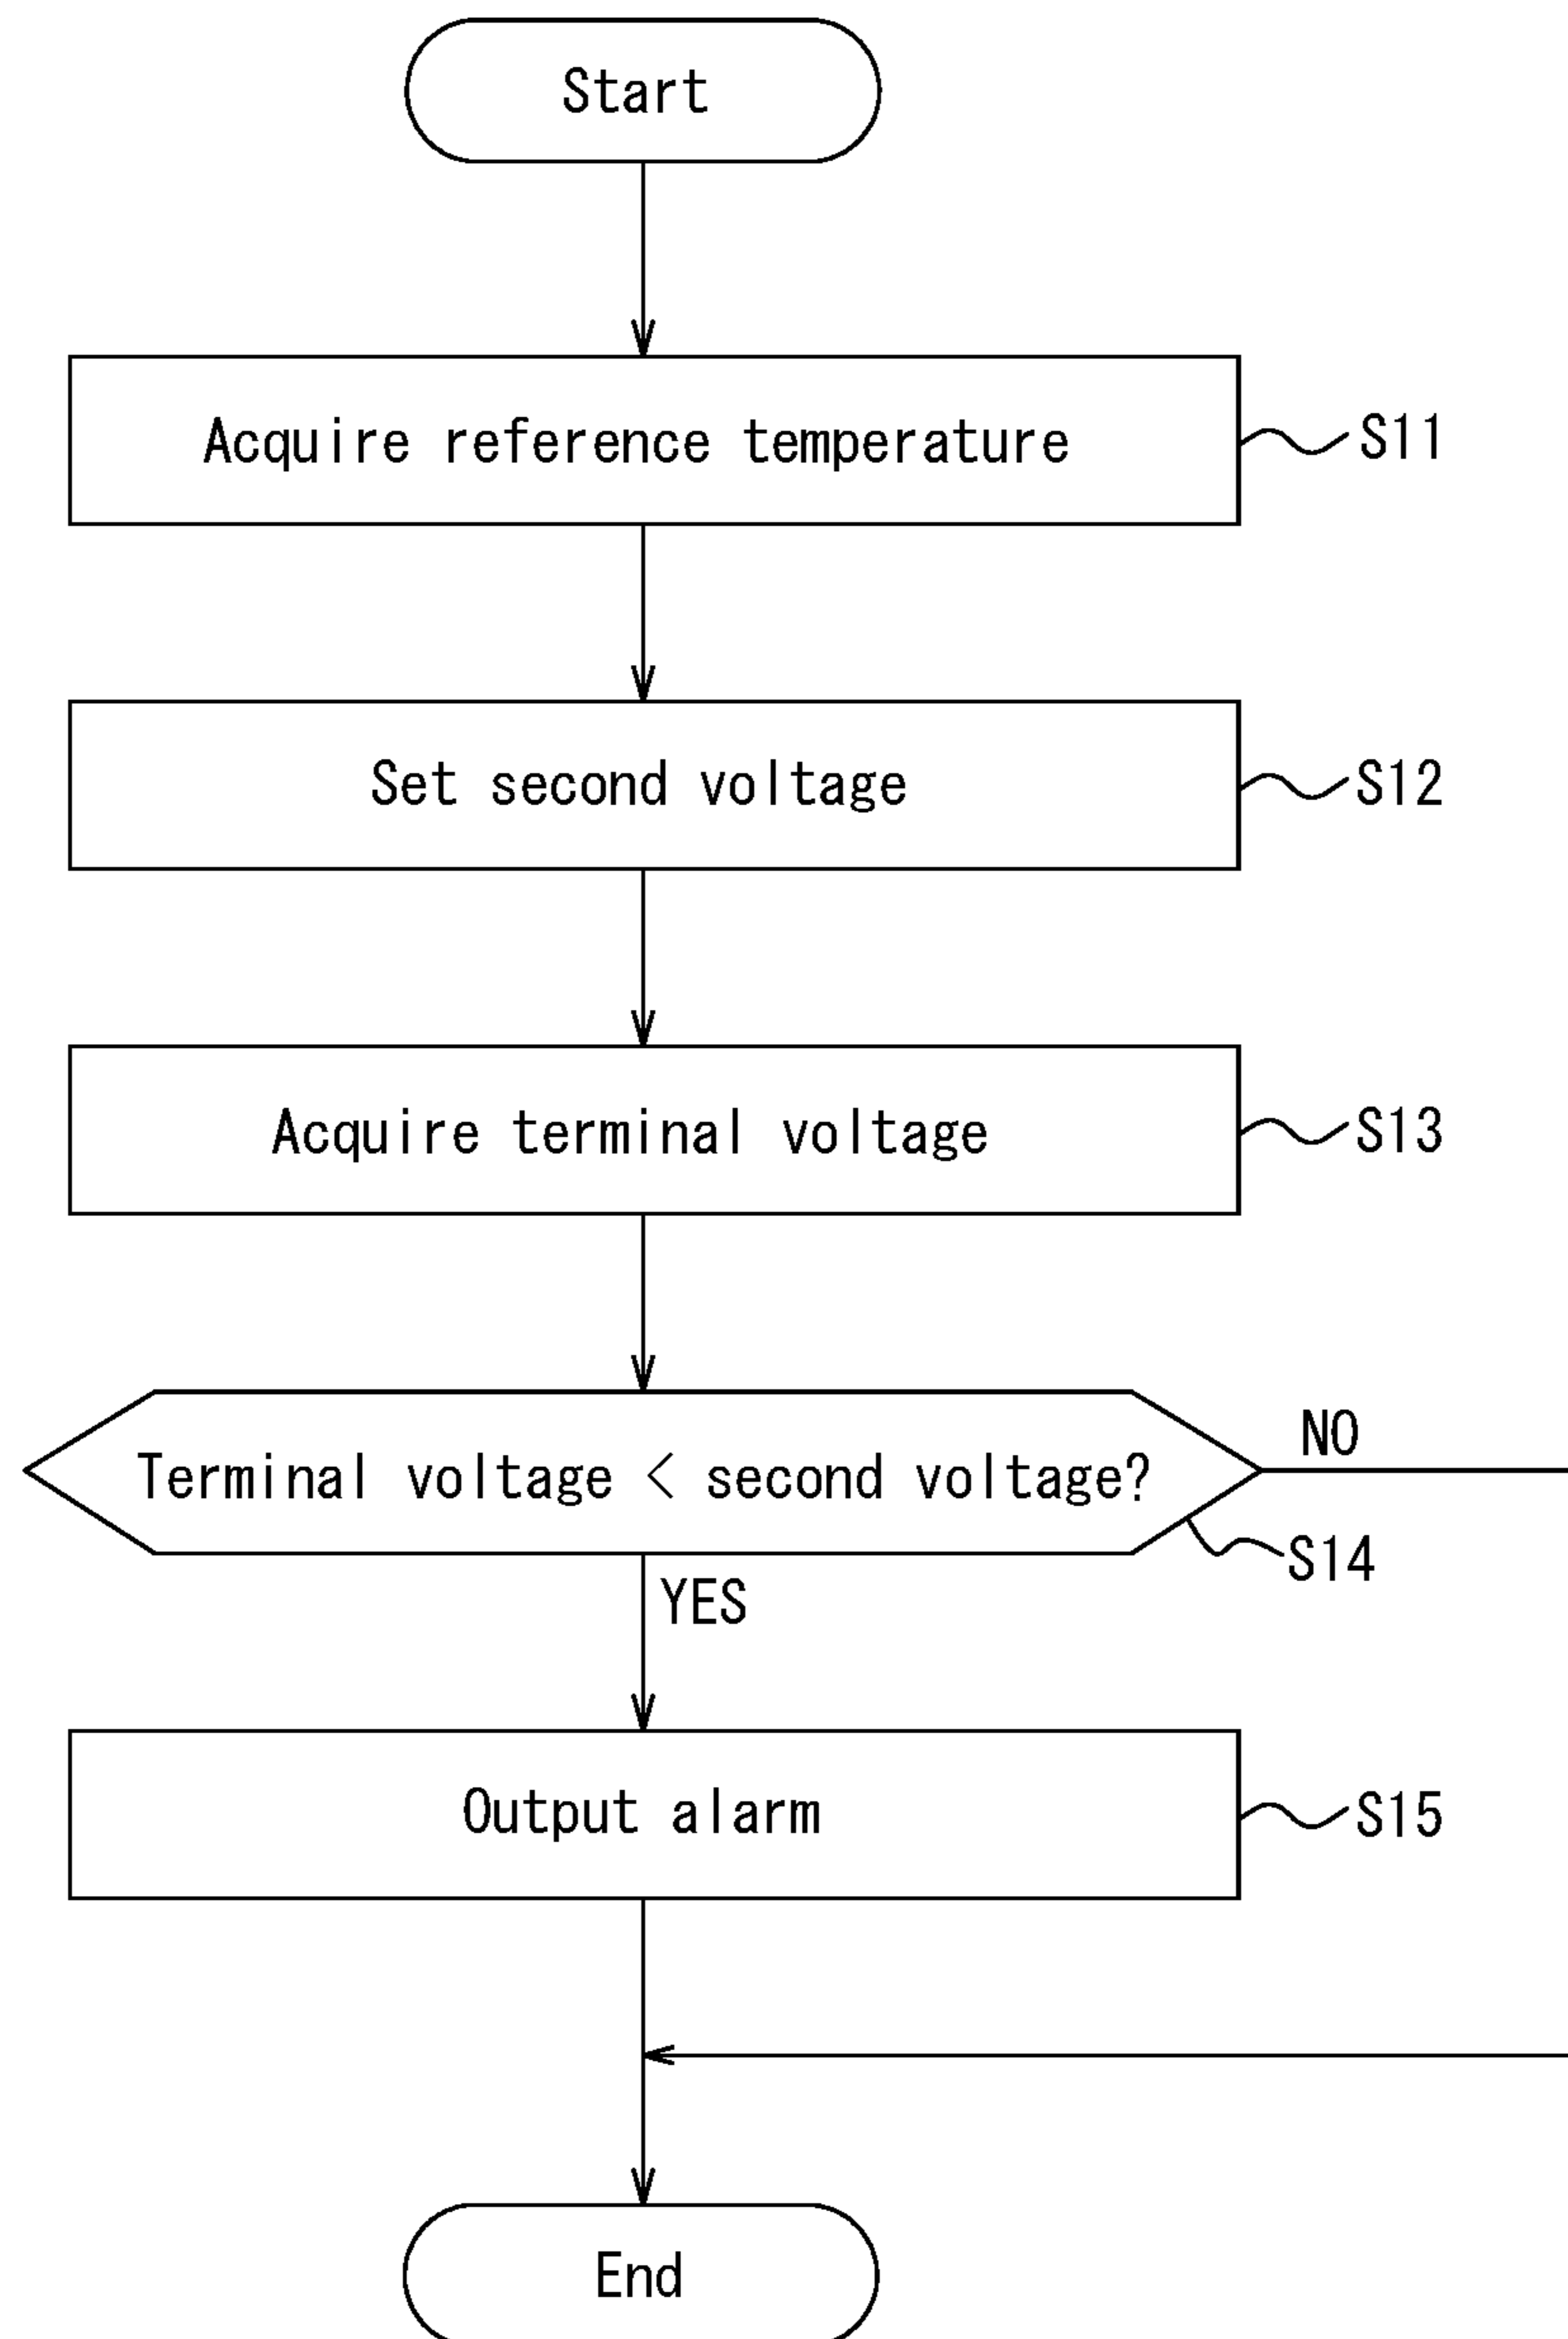 Start
Acquire reference temperature
S11
Set second voltage
S12
Acquire terminal voltage
S13
Terminal voltage < second voltage?
NO
S14
YES
Output alarm
S15
End